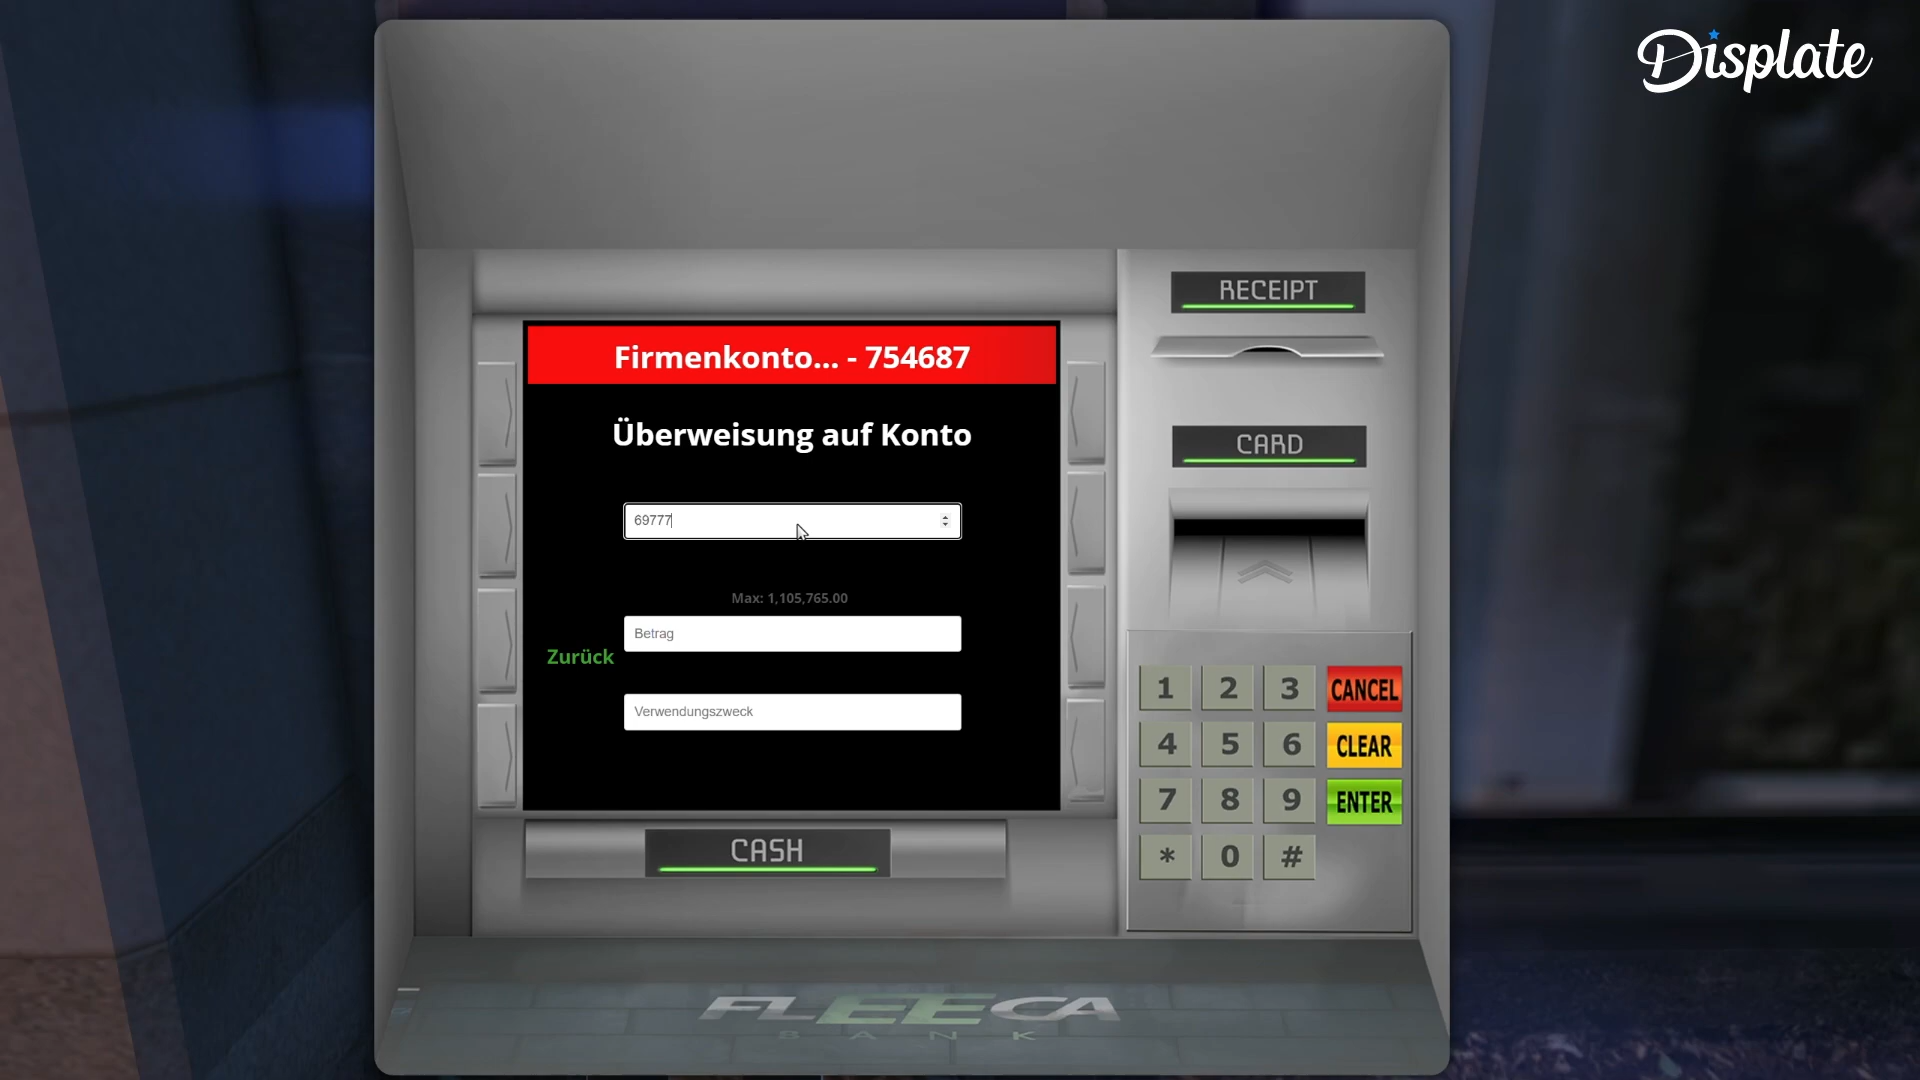 Displate
RECEIPT
Firmenkonto... - 754687
Überweisung auf Konto
CARD
69777
Max: 1,105,765.00
Betrag
Zurück
Verwendungszweck
1 2 3 CANCEL
4 5 6 CLEAR
7 8 9 ENTER
* 0 #
CASH
FLEECA
BANK